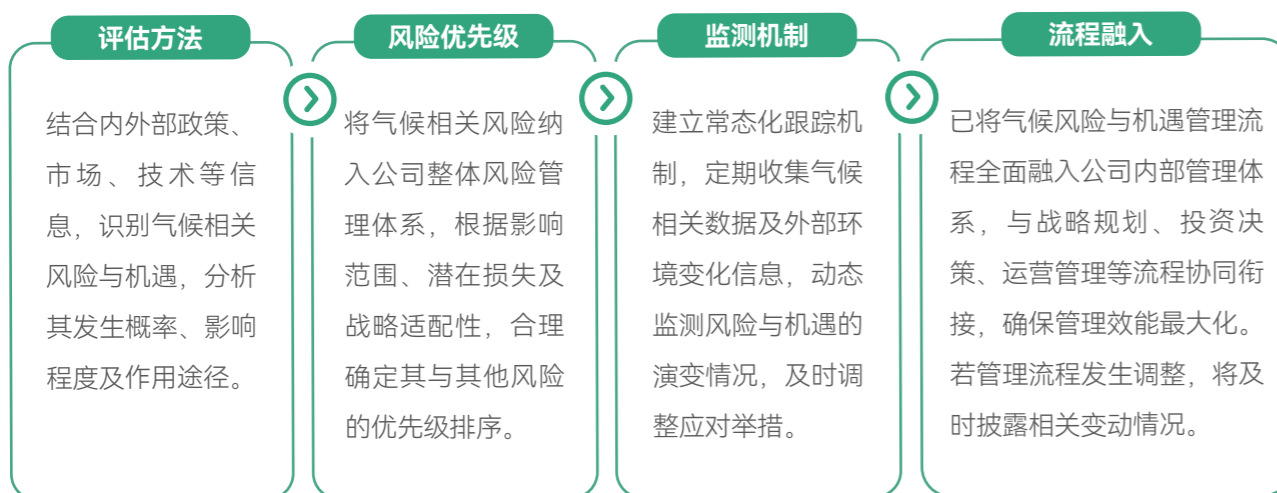 评估方法
结合内外部政策、
市场、技术等信
息，识别气候相关
风险与机遇，分析
其发生概率、影响
程度及作用途径。
风险优先级
将气候相关风险纳
入公司整体风险管
理体系，根据影响
范围、潜在损失及
战略适配性，合理
确定其与其他风险
的优先级排序。
监测机制
建立常态化跟踪机
制，定期收集气候
相关数据及外部环
境变化信息，动态
监测风险与机遇的
演变情况，及时调
整应对举措。
流程融入
已将气候风险与机遇管理流
程全面融入公司内部管理体
系，与战略规划、投资决
策、运营管理等流程协同衔
接，确保管理效能最大化。
若管理流程发生调整，将及
时披露相关变动情况。